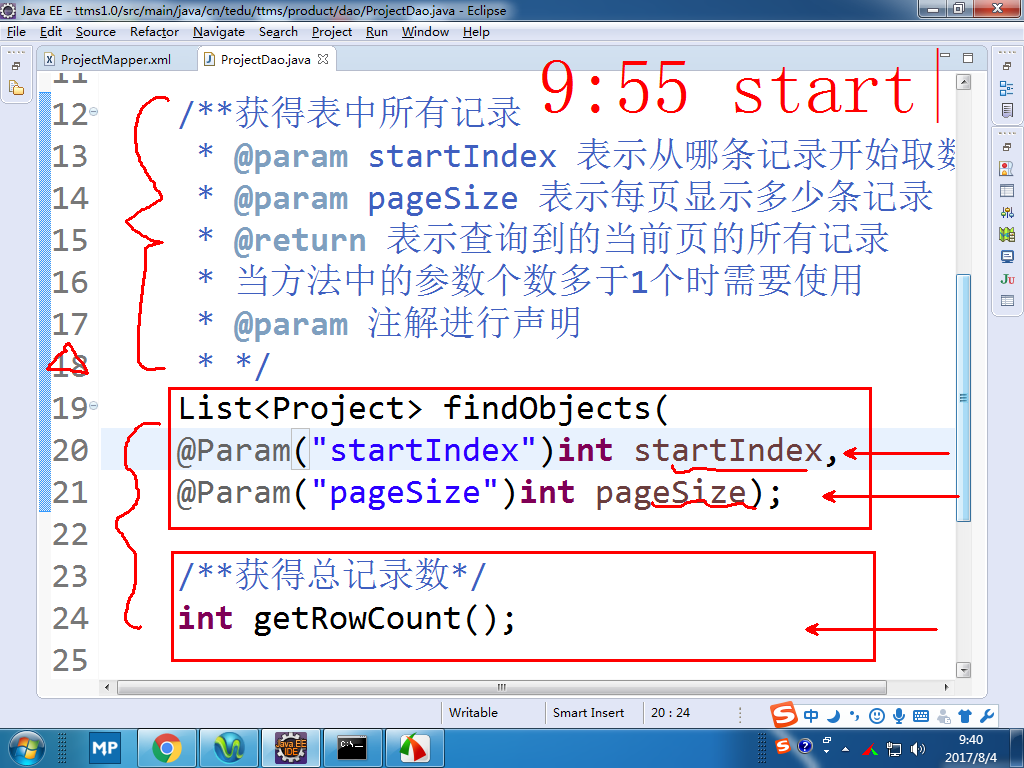 Java EE - ttms1.0/src/main/java/cn/tedu/ttms/product/dao/ProjectDao.java - Eclipse
File Edit Source Refactor Navigate Search Project Run Window Help
ProjectMapper.xml ProjectDao.java
9:55 start
11
12 /**获得表中所有记录
13 * @param startIndex 表示从哪条记录开始取数
14 * @param pageSize 表示每页显示多少条记录
15 * @return 表示查询到的当前页的所有记录
16 * 当方法中的参数个数多于1个时需要使用
17 * @param 注解进行声明
18 * */
19 List<Project> findObjects(
20 @Param("startIndex")int startIndex,
21 @Param("pageSize")int pageSize);
22
23 /**获得总记录数*/
24 int getRowCount();
25
Writable Smart Insert 20 : 24
中
MP Java EE IDE C:\
9:40
2017/8/4